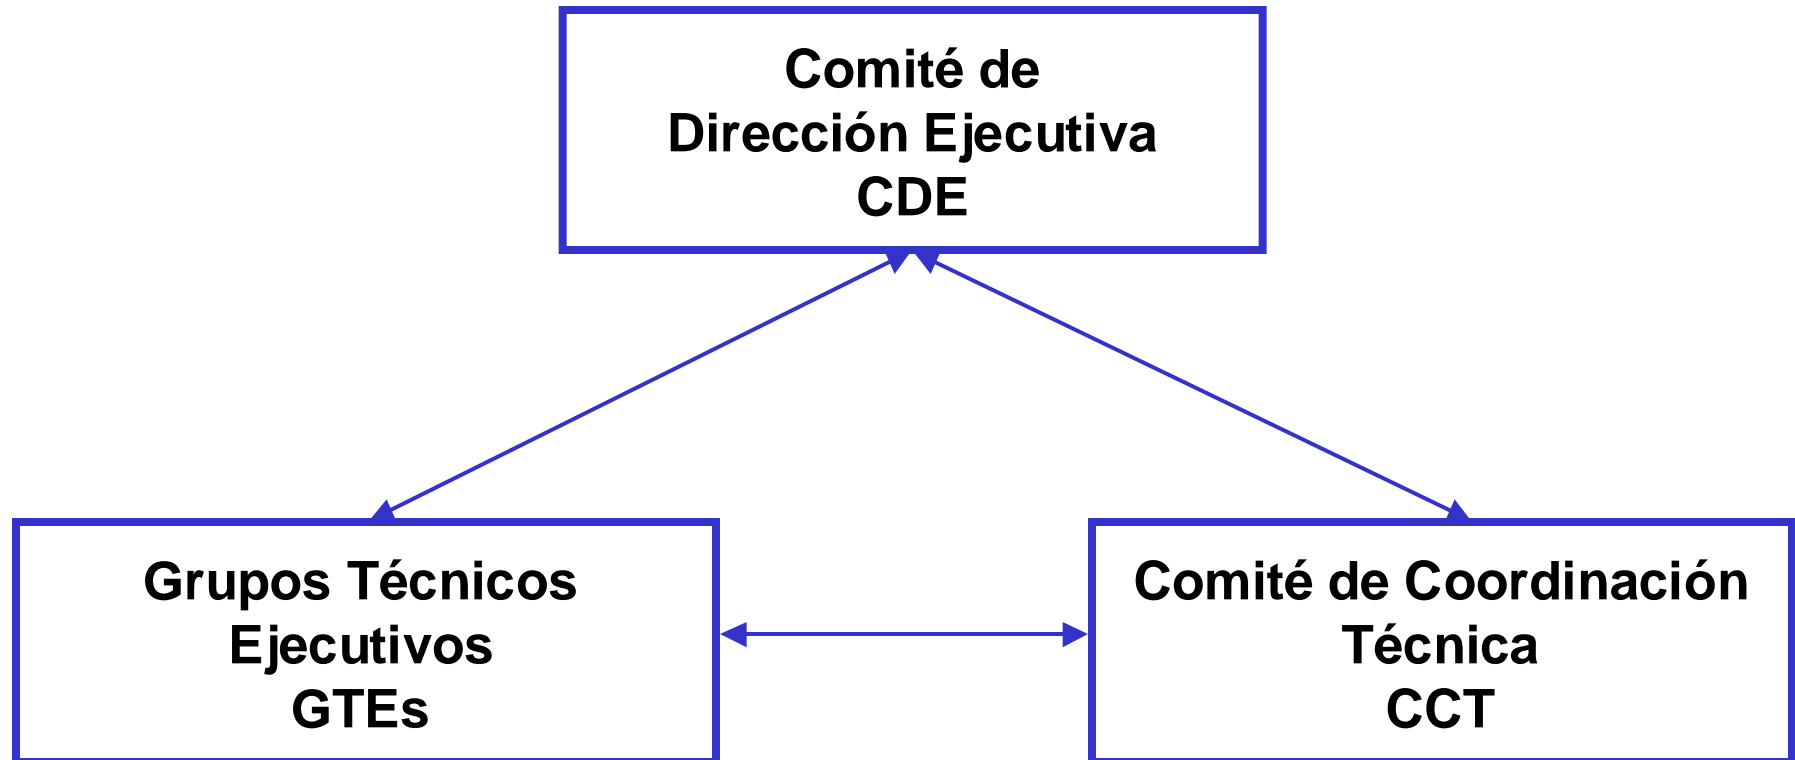 Comité de
Dirección Ejecutiva
CDE
Grupos Técnicos
Ejecutivos
GTEs
Comité de Coordinación
Técnica
CCT